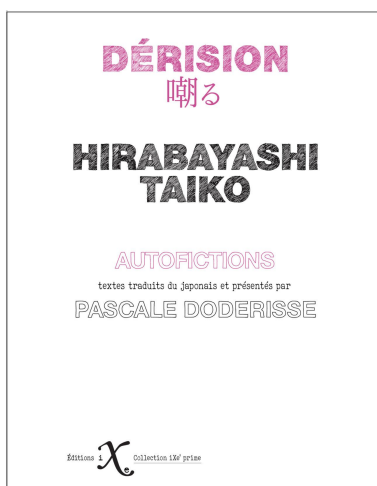 DÉRISION
嘲る
HIRABAYASHI
TAIKO
AUTOFICTIONS
textes traduits du japonais et présentés par
PASCALE DODERISSE
Éditions iXe Collection iXe' prime